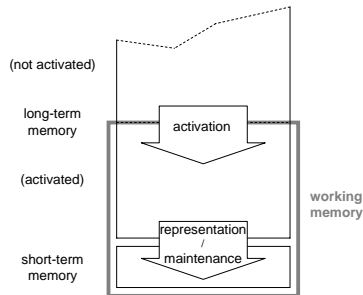 (not activated)
long-term
memory
activation
(activated)
working
memory
representation
/
maintenance
short-term
memory